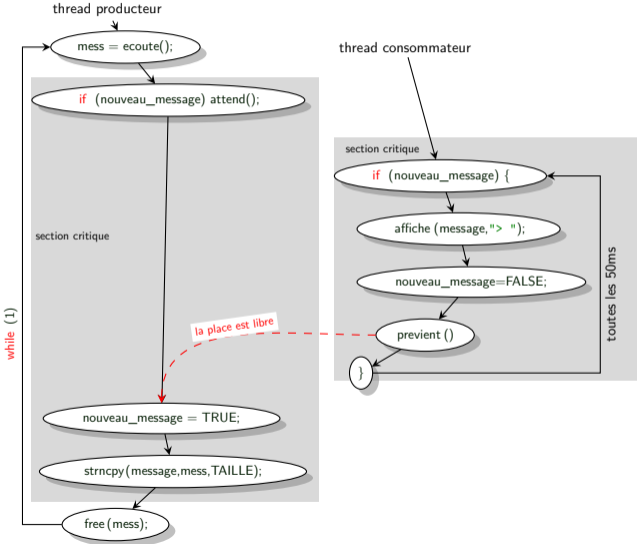 thread producteur
mess = ecoute();
if (nouveau_message) attend();
section critique
while (1)
la place est libre
nouveau_message = TRUE;
strncpy(message,mess,TAILLE);
free(mess);
thread consommateur
section critique
if (nouveau_message) {
affiche(message,"> ");
nouveau_message=FALSE;
previent()
}
toutes les 50ms